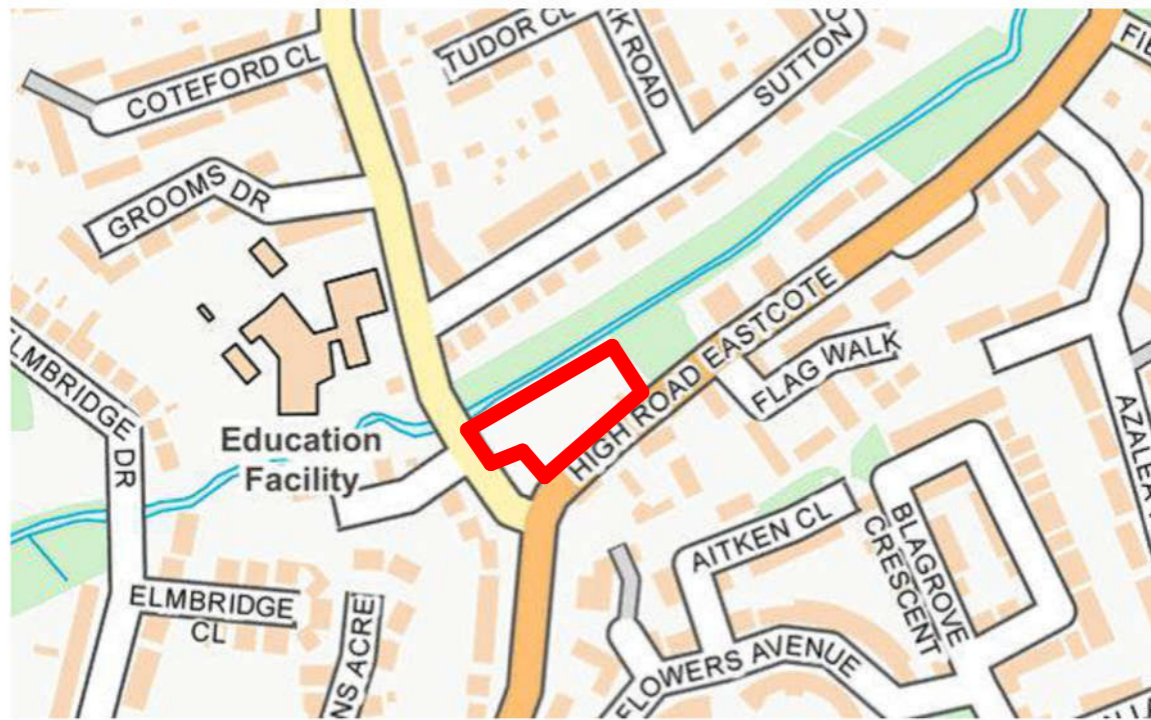 COTEFORD CL
TUDOR CL
K ROAD
SUTTON
FIE
GROOMS DR
ELMBRIDGE DR
Education
Facility
HIGH ROAD EASTCOTE
FLAG WALK
AZALEA
AITKEN CL
BLAGROVE
CRESCENT
ELMBRIDGE
CL
NS ACRE
FLOWERS AVENUE